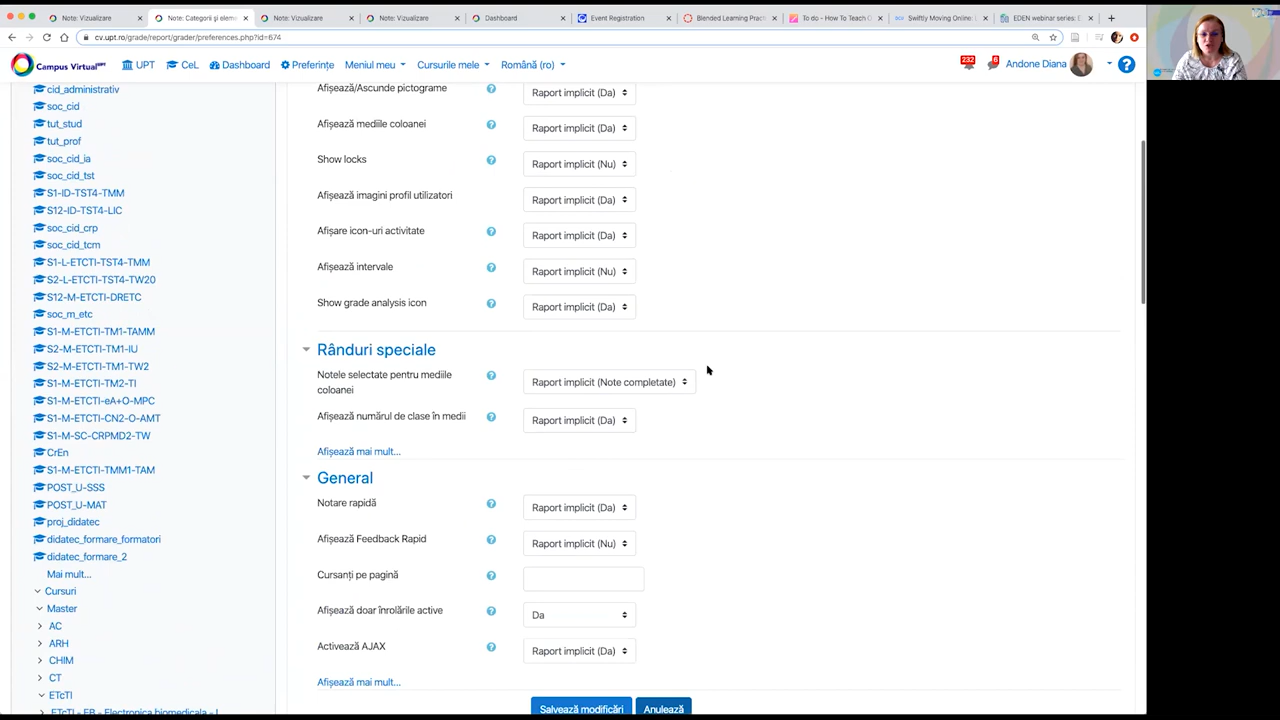 Note: Vizualizare
Note: Categorii și eleme
Note: Vizualizare
Note: Vizualizare
Dashboard
Event Registration
Blended Learning Pract
To do - How To Teach O
Swiftly Moving Online: L
EDEN webinar series: E
cv.upt.ro/grade/report/grader/preferences.php?id=674
Campus Virtual UPT
UPT
CeL
Dashboard
Preferințe
Meniul meu
Cursurile mele
Română (ro)
232
6
Andone Diana
cid_administrativ
soc_cid
tut_stud
tut_prof
soc_cid_ia
soc_cid_tst
S1-ID-TST4-TMM
S12-ID-TST4-LIC
soc_cid_crp
soc_cid_tcm
S1-L-ETCTI-TST4-TMM
S2-L-ETCTI-TST4-TW20
S12-M-ETCTI-DRETC
soc_m_etc
S1-M-ETCTI-TM1-TAMM
S2-M-ETCTI-TM1-IU
S2-M-ETCTI-TM1-TW2
S1-M-ETCTI-TM2-TI
S1-M-ETCTI-eA+O-MPC
S1-M-ETCTI-CN2-O-AMT
S1-M-SC-CRPMD2-TW
CrEn
S1-M-ETCTI-TMM1-TAM
POST_U-SSS
POST_U-MAT
proj_didatec
didatec_formare_formatori
didatec_formare_2
Mai mult...
Cursuri
Master
AC
ARH
CHIM
CT
ETcTI
ETcTI - EB - Electronica biomedicala - I
Afișează/Ascunde pictograme
Raport implicit (Da)
Afișează mediile coloanei
Raport implicit (Da)
Show locks
Raport implicit (Nu)
Afișează imagini profil utilizatori
Raport implicit (Da)
Afișare icon-uri activitate
Raport implicit (Da)
Afișează intervale
Raport implicit (Nu)
Show grade analysis icon
Raport implicit (Da)
Rânduri speciale
Notele selectate pentru mediile
coloanei
Raport implicit (Note completate)
Afișează numărul de clase în medii
Raport implicit (Da)
Afișează mai mult...
General
Notare rapidă
Raport implicit (Da)
Afișează Feedback Rapid
Raport implicit (Nu)
Cursanți pe pagină
Afișează doar înrolările active
Da
Activează AJAX
Raport implicit (Da)
Afișează mai mult...
Salvează modificări
Anulează